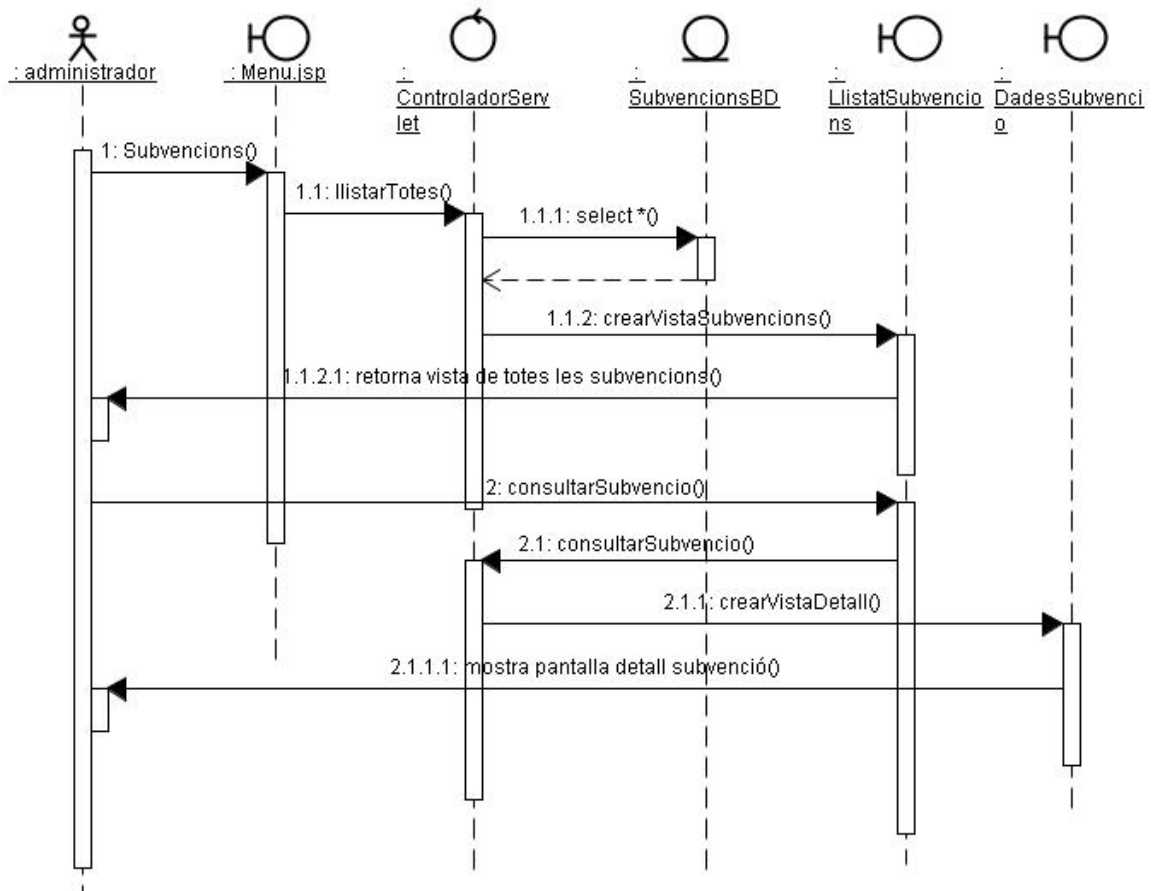 : administrador
: Menu.jsp
:
ControladorServ
let
:
SubvencionsBD
:
LlistatSubvencio
ns
:
DadesSubvenci
o
1: Subvencions()
1.1: llistarTotes()
1.1.1: select *()
1.1.2: crearVistaSubvencions()
1.1.2.1: retorna vista de totes les subvencions()
2: consultarSubvencio()
2.1: consultarSubvencio()
2.1.1: crearVistaDetall()
2.1.1.1: mostra pantalla detall subvenció()